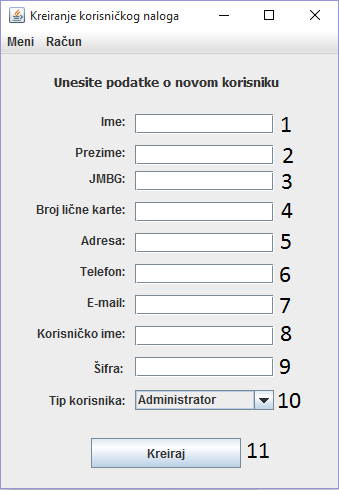 Kreiranje korisničkog naloga
Meni Račun
Unesite podatke o novom korisniku
Ime: 1
Prezime: 2
JMBG: 3
Broj lične karte: 4
Adresa: 5
Telefon: 6
E-mail: 7
Korisničko ime: 8
Šifra: 9
Tip korisnika: Administrator 10
Kreiraj 11